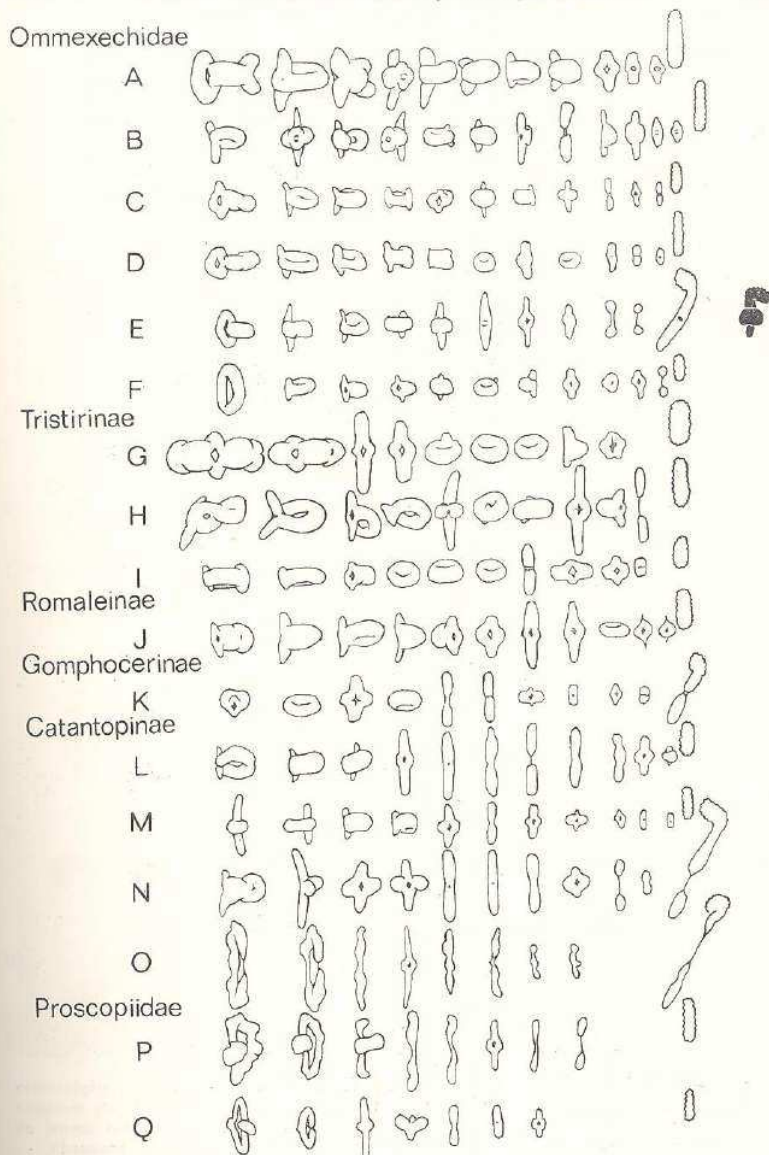 Ommexechidae
A
B
C
D
E
F
Tristirinae
G
H
I
Romaleinae
J
Gomphocerinae
K
Catantopinae
L
M
N
O
Proscopiidae
P
Q